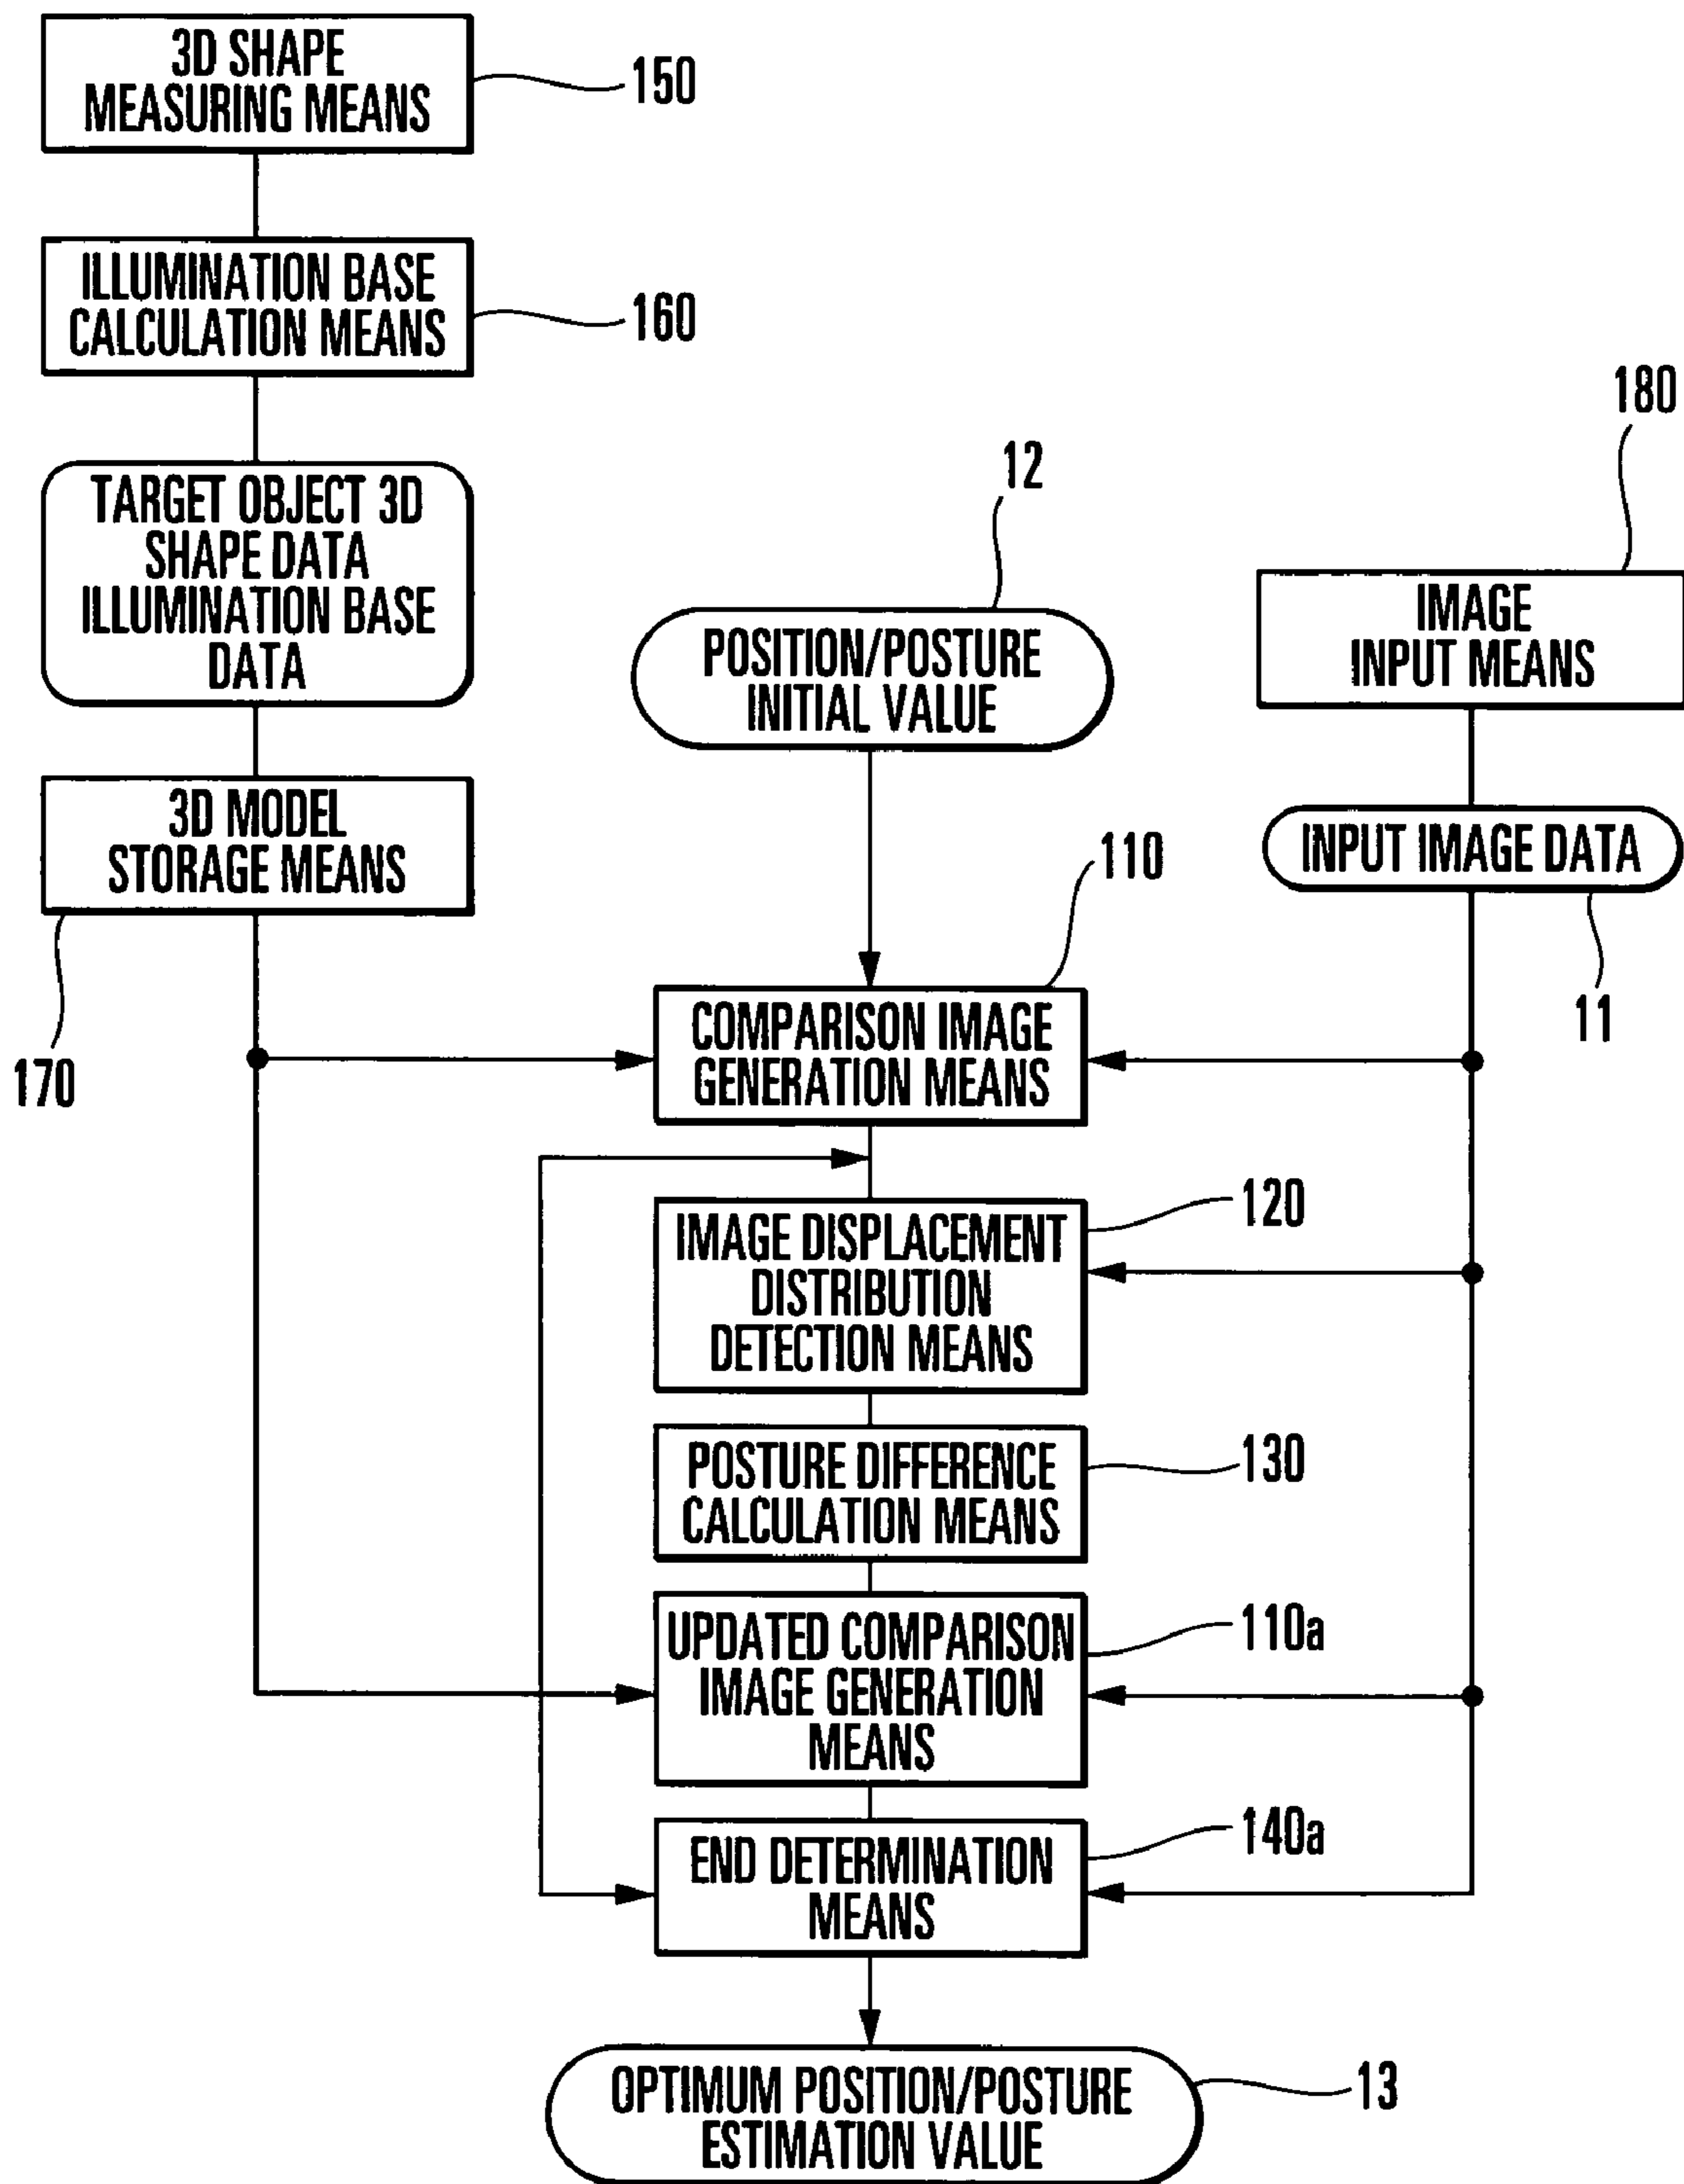 3D SHAPE
MEASURING MEANS
150
ILLUMINATION BASE
CALCULATION MEANS
160
TARGET OBJECT 3D
SHAPE DATA
ILLUMINATION BASE
DATA
3D MODEL
STORAGE MEANS
170
12
POSITION/POSTURE
INITIAL VALUE
180
IMAGE
INPUT MEANS
INPUT IMAGE DATA
11
110
COMPARISON IMAGE
GENERATION MEANS
120
IMAGE DISPLACEMENT
DISTRIBUTION
DETECTION MEANS
POSTURE DIFFERENCE
CALCULATION MEANS
130
UPDATED COMPARISON
IMAGE GENERATION
MEANS
110a
END DETERMINATION
MEANS
140a
OPTIMUM POSITION/POSTURE
ESTIMATION VALUE
13